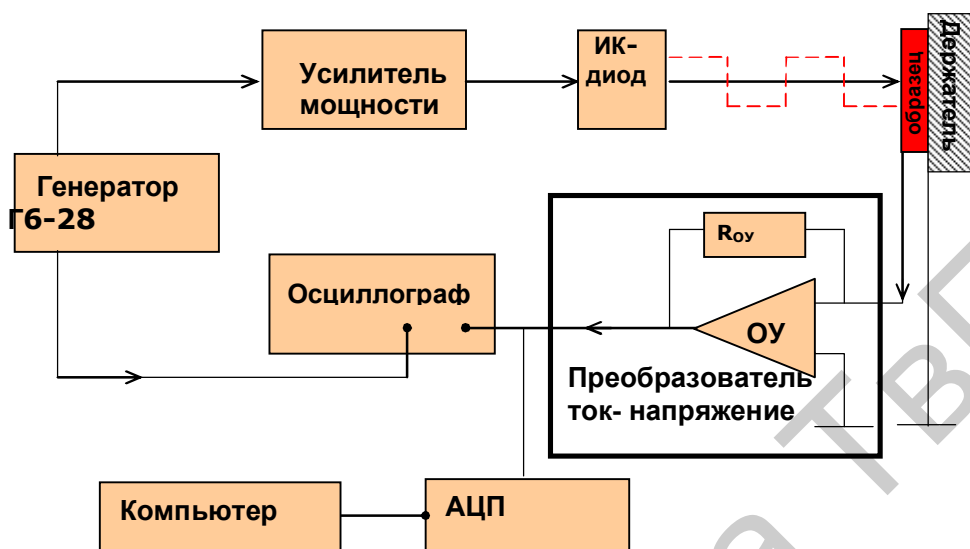 ИК-
диод
Усилитель
мощности
образец
Держатель
Генератор
Г6-28
RОУ
Осциллограф
ОУ
Преобразователь
ток- напряжение
Компьютер
АЦП